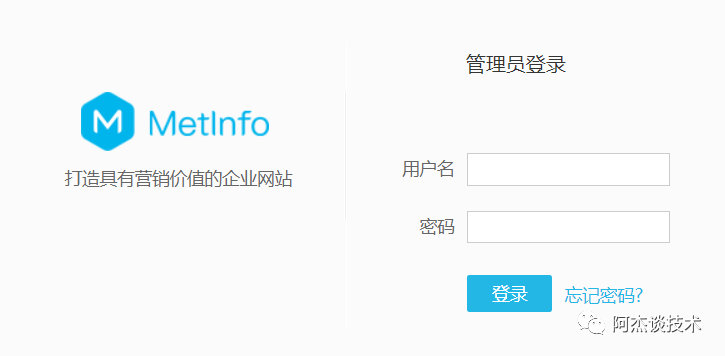 MetInfo
打造具有营销价值的企业网站
管理员登录
用户名
密码
登录
忘记密码?
阿杰谈技术